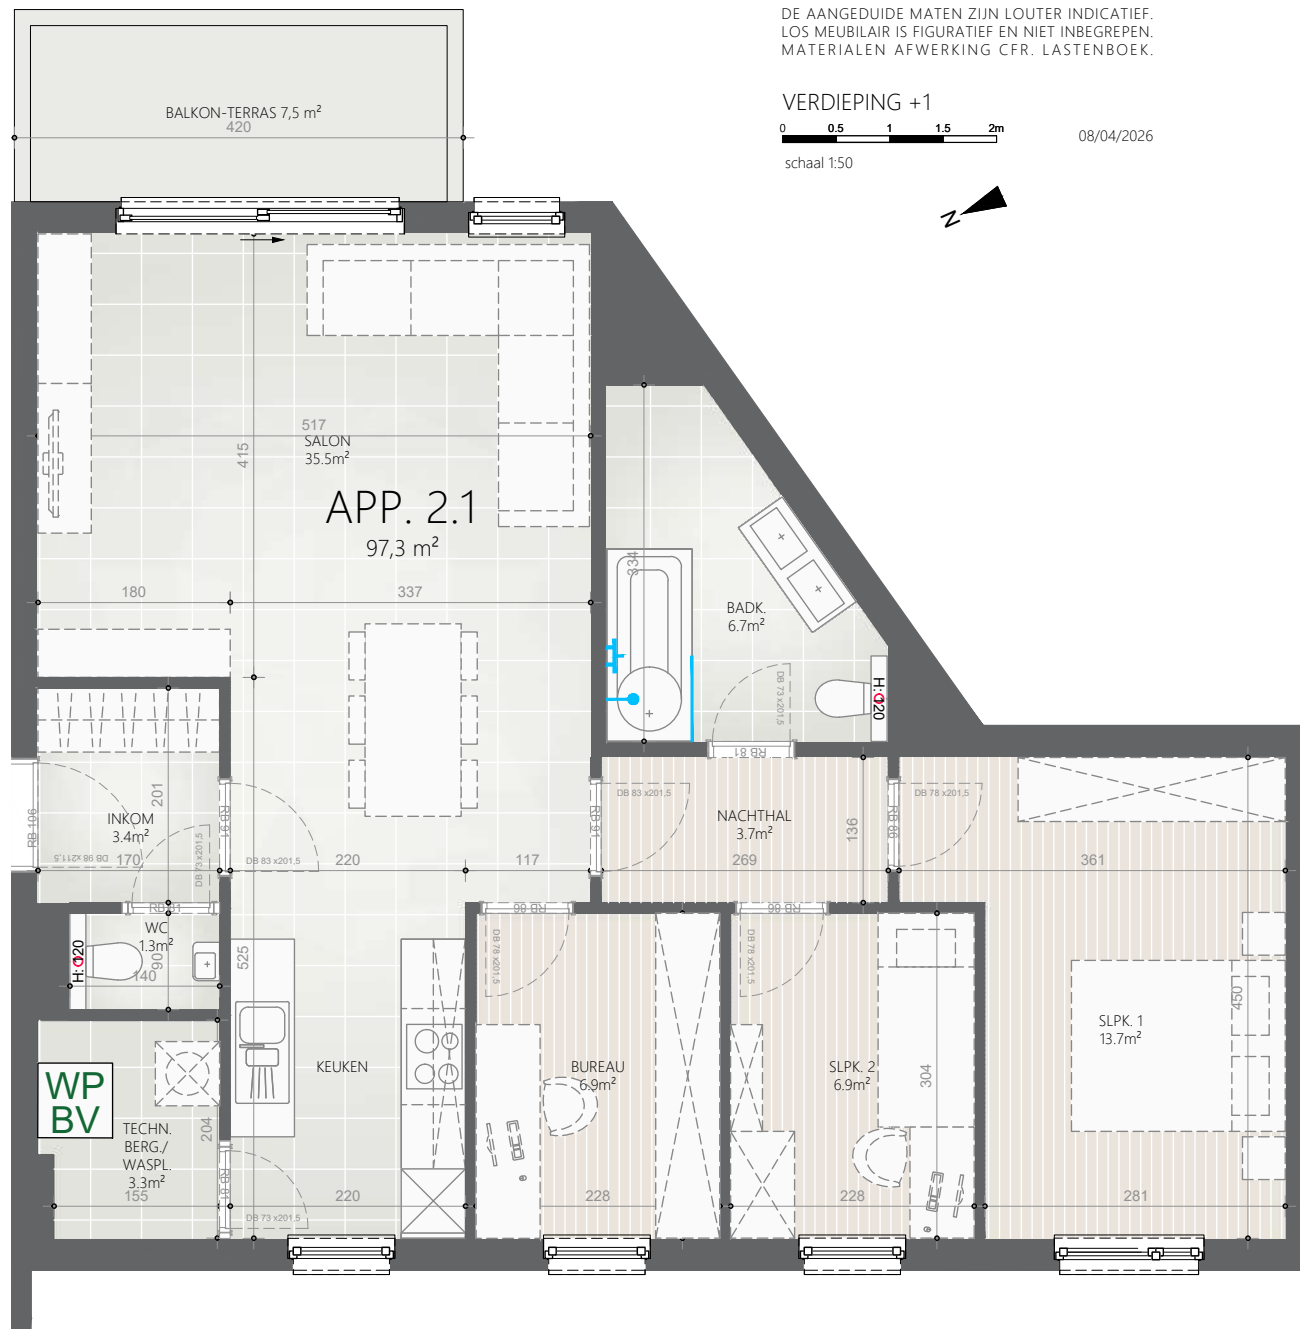 DE AANGEDUIDE MATEN ZIJN LOUTER INDICATIEF.
LOS MEUBILAIR IS FIGURATIEF EN NIET INBEGREPEN.
MATERIALEN AFWERKING CFR. LASTENBOEK.
VERDIEPING +1
0 0.5 1 1.5 2m
schaal 1:50
08/04/2026
N
BALKON-TERRAS 7,5 m²
420
517
SALON
35.5m²
415
APP. 2.1
97,3 m²
180
337
334
BADK.
6.7m²
DB 73 x201,5
H: 120
RB 81
INKOM
3.4m²
201
170
RB 106
DB 98 x211,5
DB 73 x201,5
RB 91
DB 83 x201,5
220
117
RB 91
DB 83 x201,5
NACHTHAL
3.7m²
269
136
RB 86
DB 78 x201,5
361
RB 81
WC
1.3m²
90
140
H: 120
525
RB 86
DB 78 x201,5
RB 86
DB 78 x201,5
KEUKEN
BUREAU
6.9m²
SLPK. 2
6.9m²
304
SLPK. 1
13.7m²
450
WP
BV
TECHN.
BERG./
WASPL.
3.3m²
204
155
RB 81
DB 73 x201,5
220
228
228
281